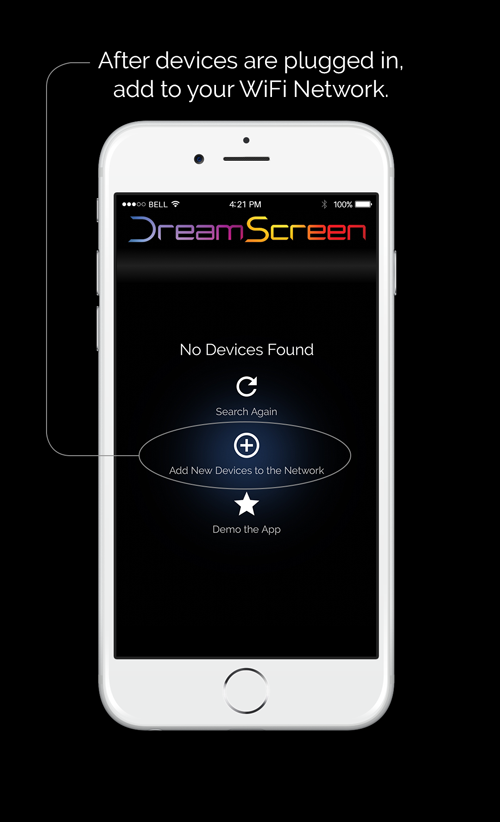 After devices are plugged in,
add to your WiFi Network.
BELL 4:21 PM 100%
DreamScreen
No Devices Found
Search Again
Add New Devices to the Network
Demo the App